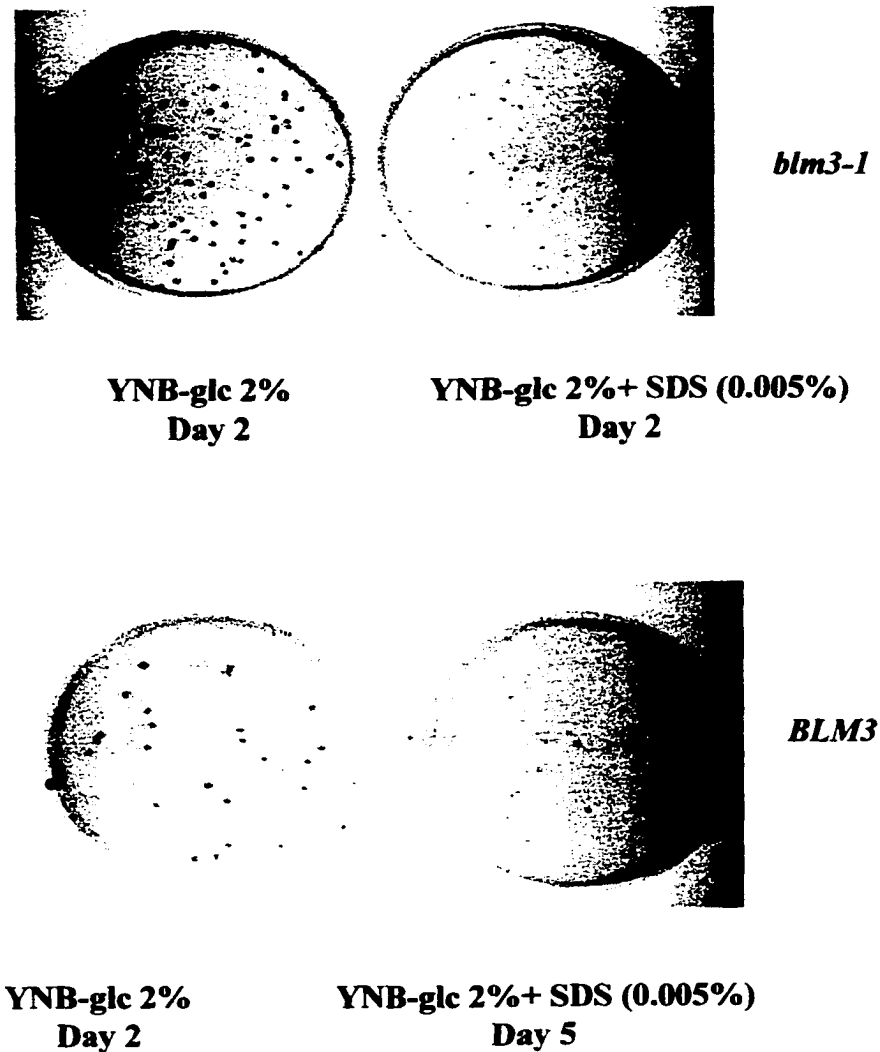 blm3-1
YNB-glc 2%
Day 2
YNB-glc 2%+ SDS (0.005%)
Day 2
BLM3
YNB-glc 2%
Day 2
YNB-glc 2%+ SDS (0.005%)
Day 5